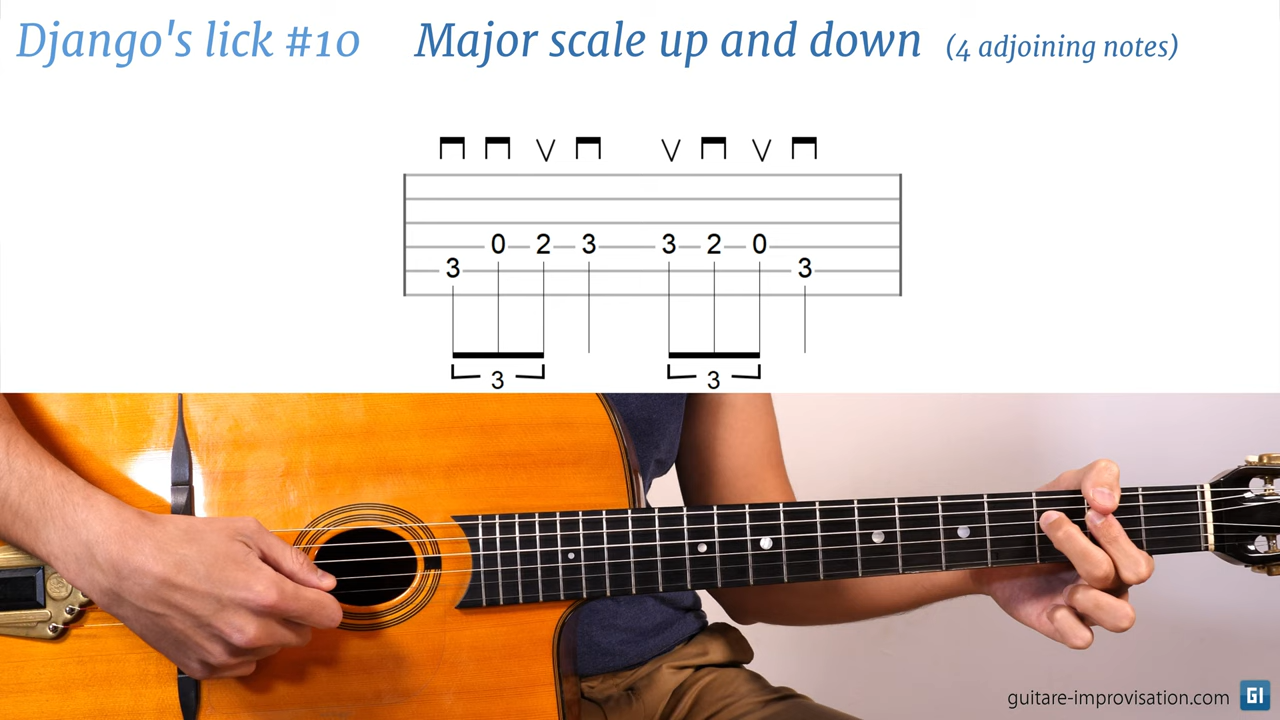 Django's lick #10 Major scale up and down (4 adjoining notes)
0 2 3 3 2 0
3 3
3 3
guitare-improvisation.com GI